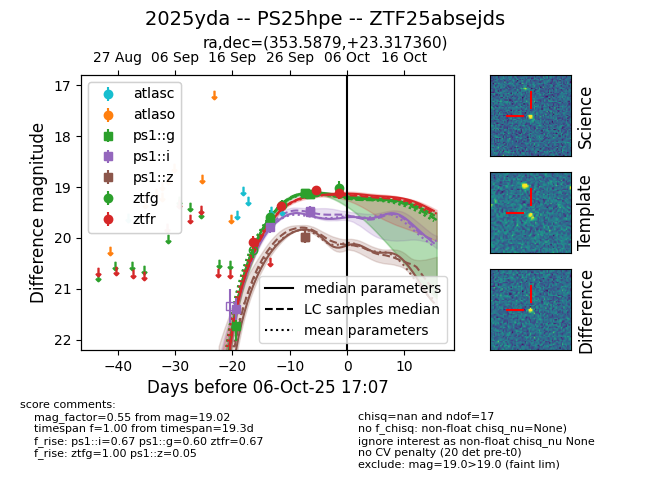 2025yda -- PS25hpe -- ZTF25absejds
ra,dec=(353.5879,+23.317360)
27 Aug 06 Sep 16 Sep 26 Sep 06 Oct 16 Oct
17
18
19
20
21
22
Difference magnitude
atlasc
atlaso
ps1::g
ps1::i
ps1::z
ztfg
ztfr
median parameters
LC samples median
mean parameters
−40 −30 −20 −10 0 10
Days before 06-Oct-25 17:07
Science
Template
Difference
score comments:
mag_factor=0.55 from mag=19.02
timespan f=1.00 from timespan=19.3d
f_rise: ps1::i=0.67 ps1::g=0.60 ztfr=0.67
f_rise: ztfg=1.00 ps1::z=0.05
chisq=nan and ndof=17
no f_chisq: non-float chisq_nu=None)
ignore interest as non-float chisq_nu None
no CV penalty (20 det pre-t0)
exclude: mag=19.0>19.0 (faint lim)